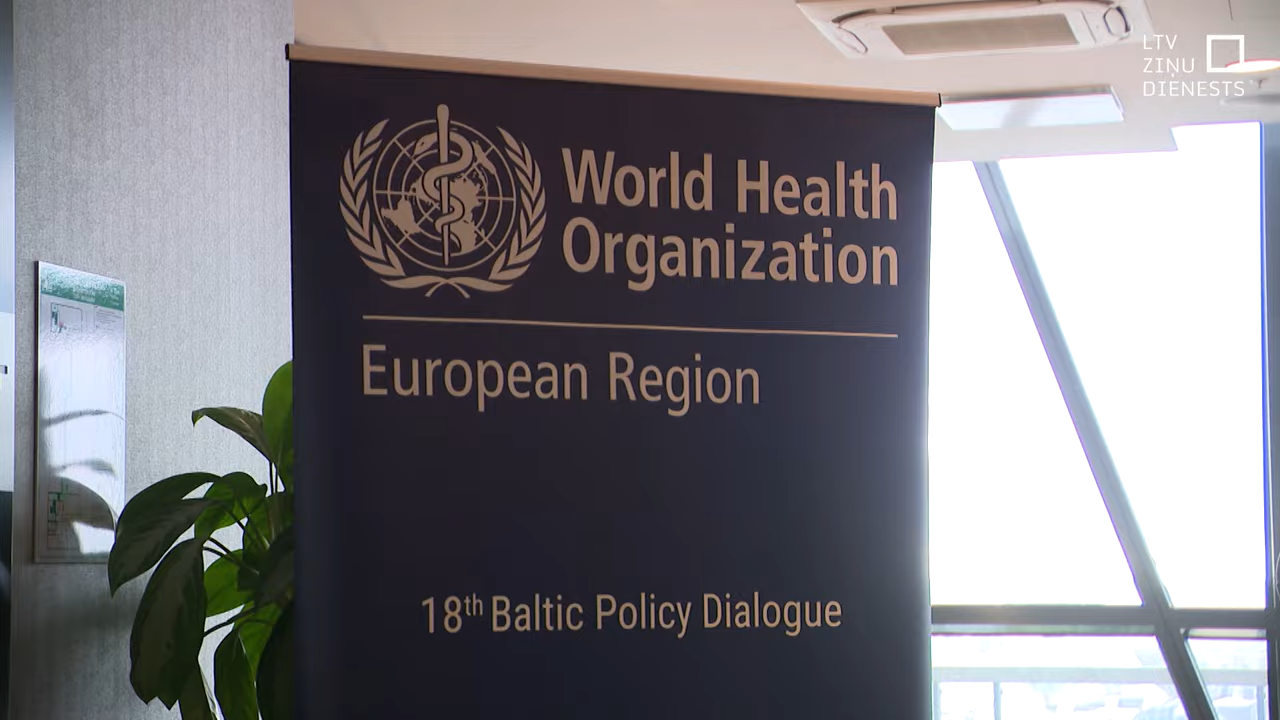 LTV
ZIŅU
DIENESTS
World Health
Organization
European Region
18th Baltic Policy Dialogue